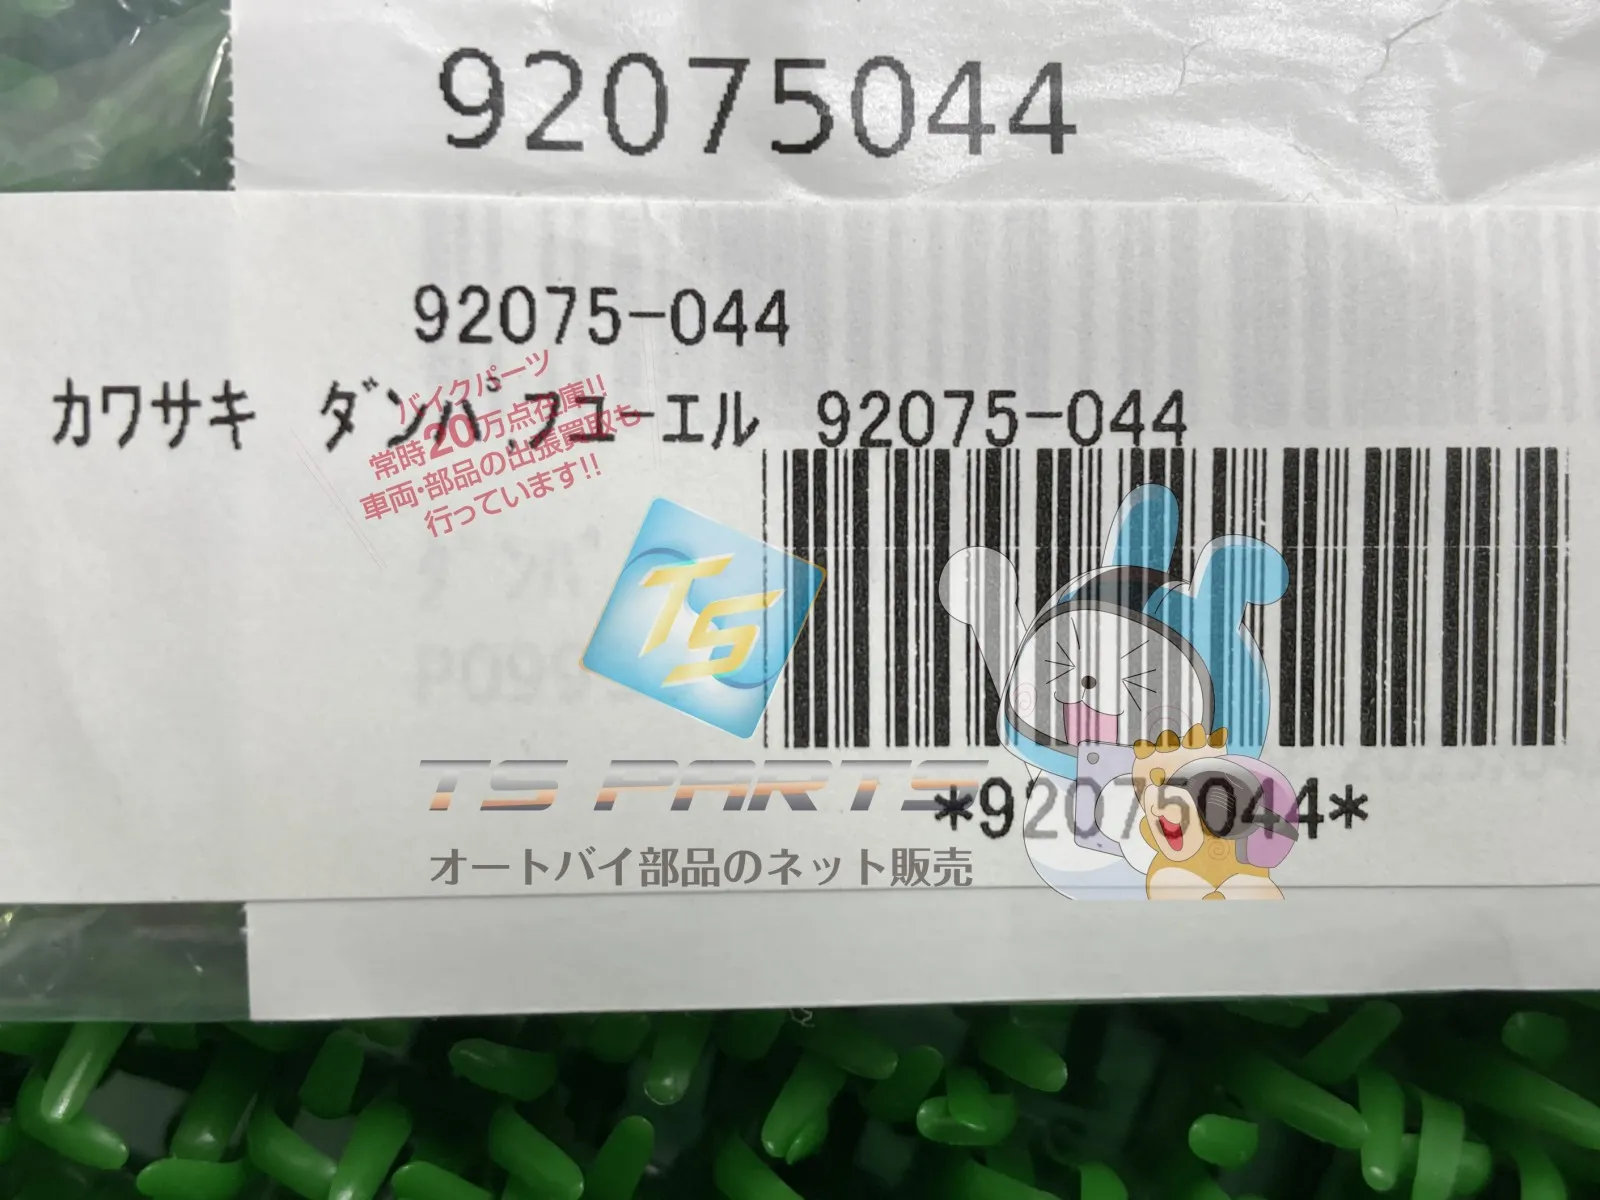 92075044
92075-044
カワサキ ダンパ,フューエル 92075-044
バイクパーツ
常時20万点在庫!!
車両・部品の出張買取も
行っています!!
TS
TS PARTS
*92075044*
オートバイ部品のネット販売